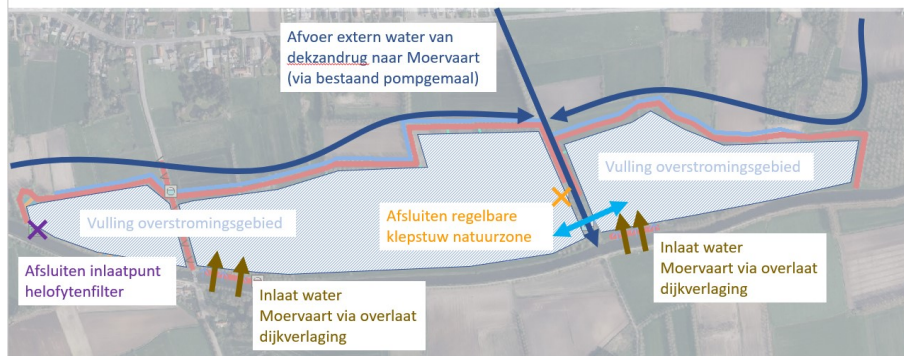 Afvoer extern water van
dekzandrug naar Moervaart
(via bestaand pompgemaal)
Vulling overstromingsgebied
Vulling overstromingsgebied
Afsluiten regelbare
klepstuw natuurzone
Afsluiten inlaatpunt
helofytenfilter
Inlaat water
Moervaart via overlaat
dijkverlaging
Inlaat water
Moervaart via overlaat
dijkverlaging